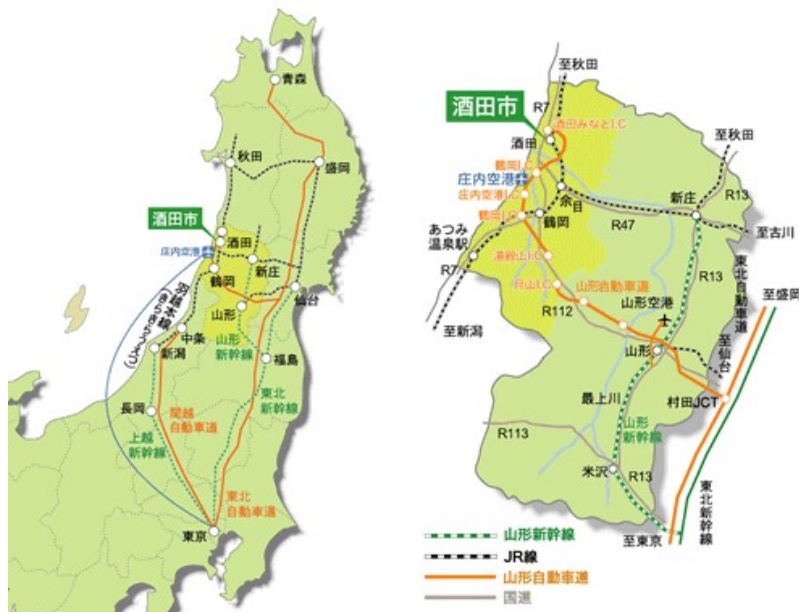 青森
秋田
盛岡
酒田市
酒田
庄内空港
新庄
鶴岡
仙台
山形
羽越本線
(きらきらうえつ)
中条
山形
新幹線
新潟
福島
東北
新幹線
長岡
関越
自動車道
上越
新幹線
東北
自動車道
東京
至秋田
R7
酒田市
酒田みなとI.C
酒田
至秋田
鶴岡I.C
庄内空港
庄内空港I.C
余目
R13
新庄
鶴岡I.C
鶴岡
R47
至古川
あつみ
温泉駅
湯殿山I.C
R7
R13
東北自動車道
月山I.C
山形自動車道
至盛岡
山形空港
R112
至新潟
山形
至仙台
最上川
村田JCT
山形
新幹線
R113
米沢
R13
東北新幹線
至東京
山形新幹線
JR線
山形自動車道
国道